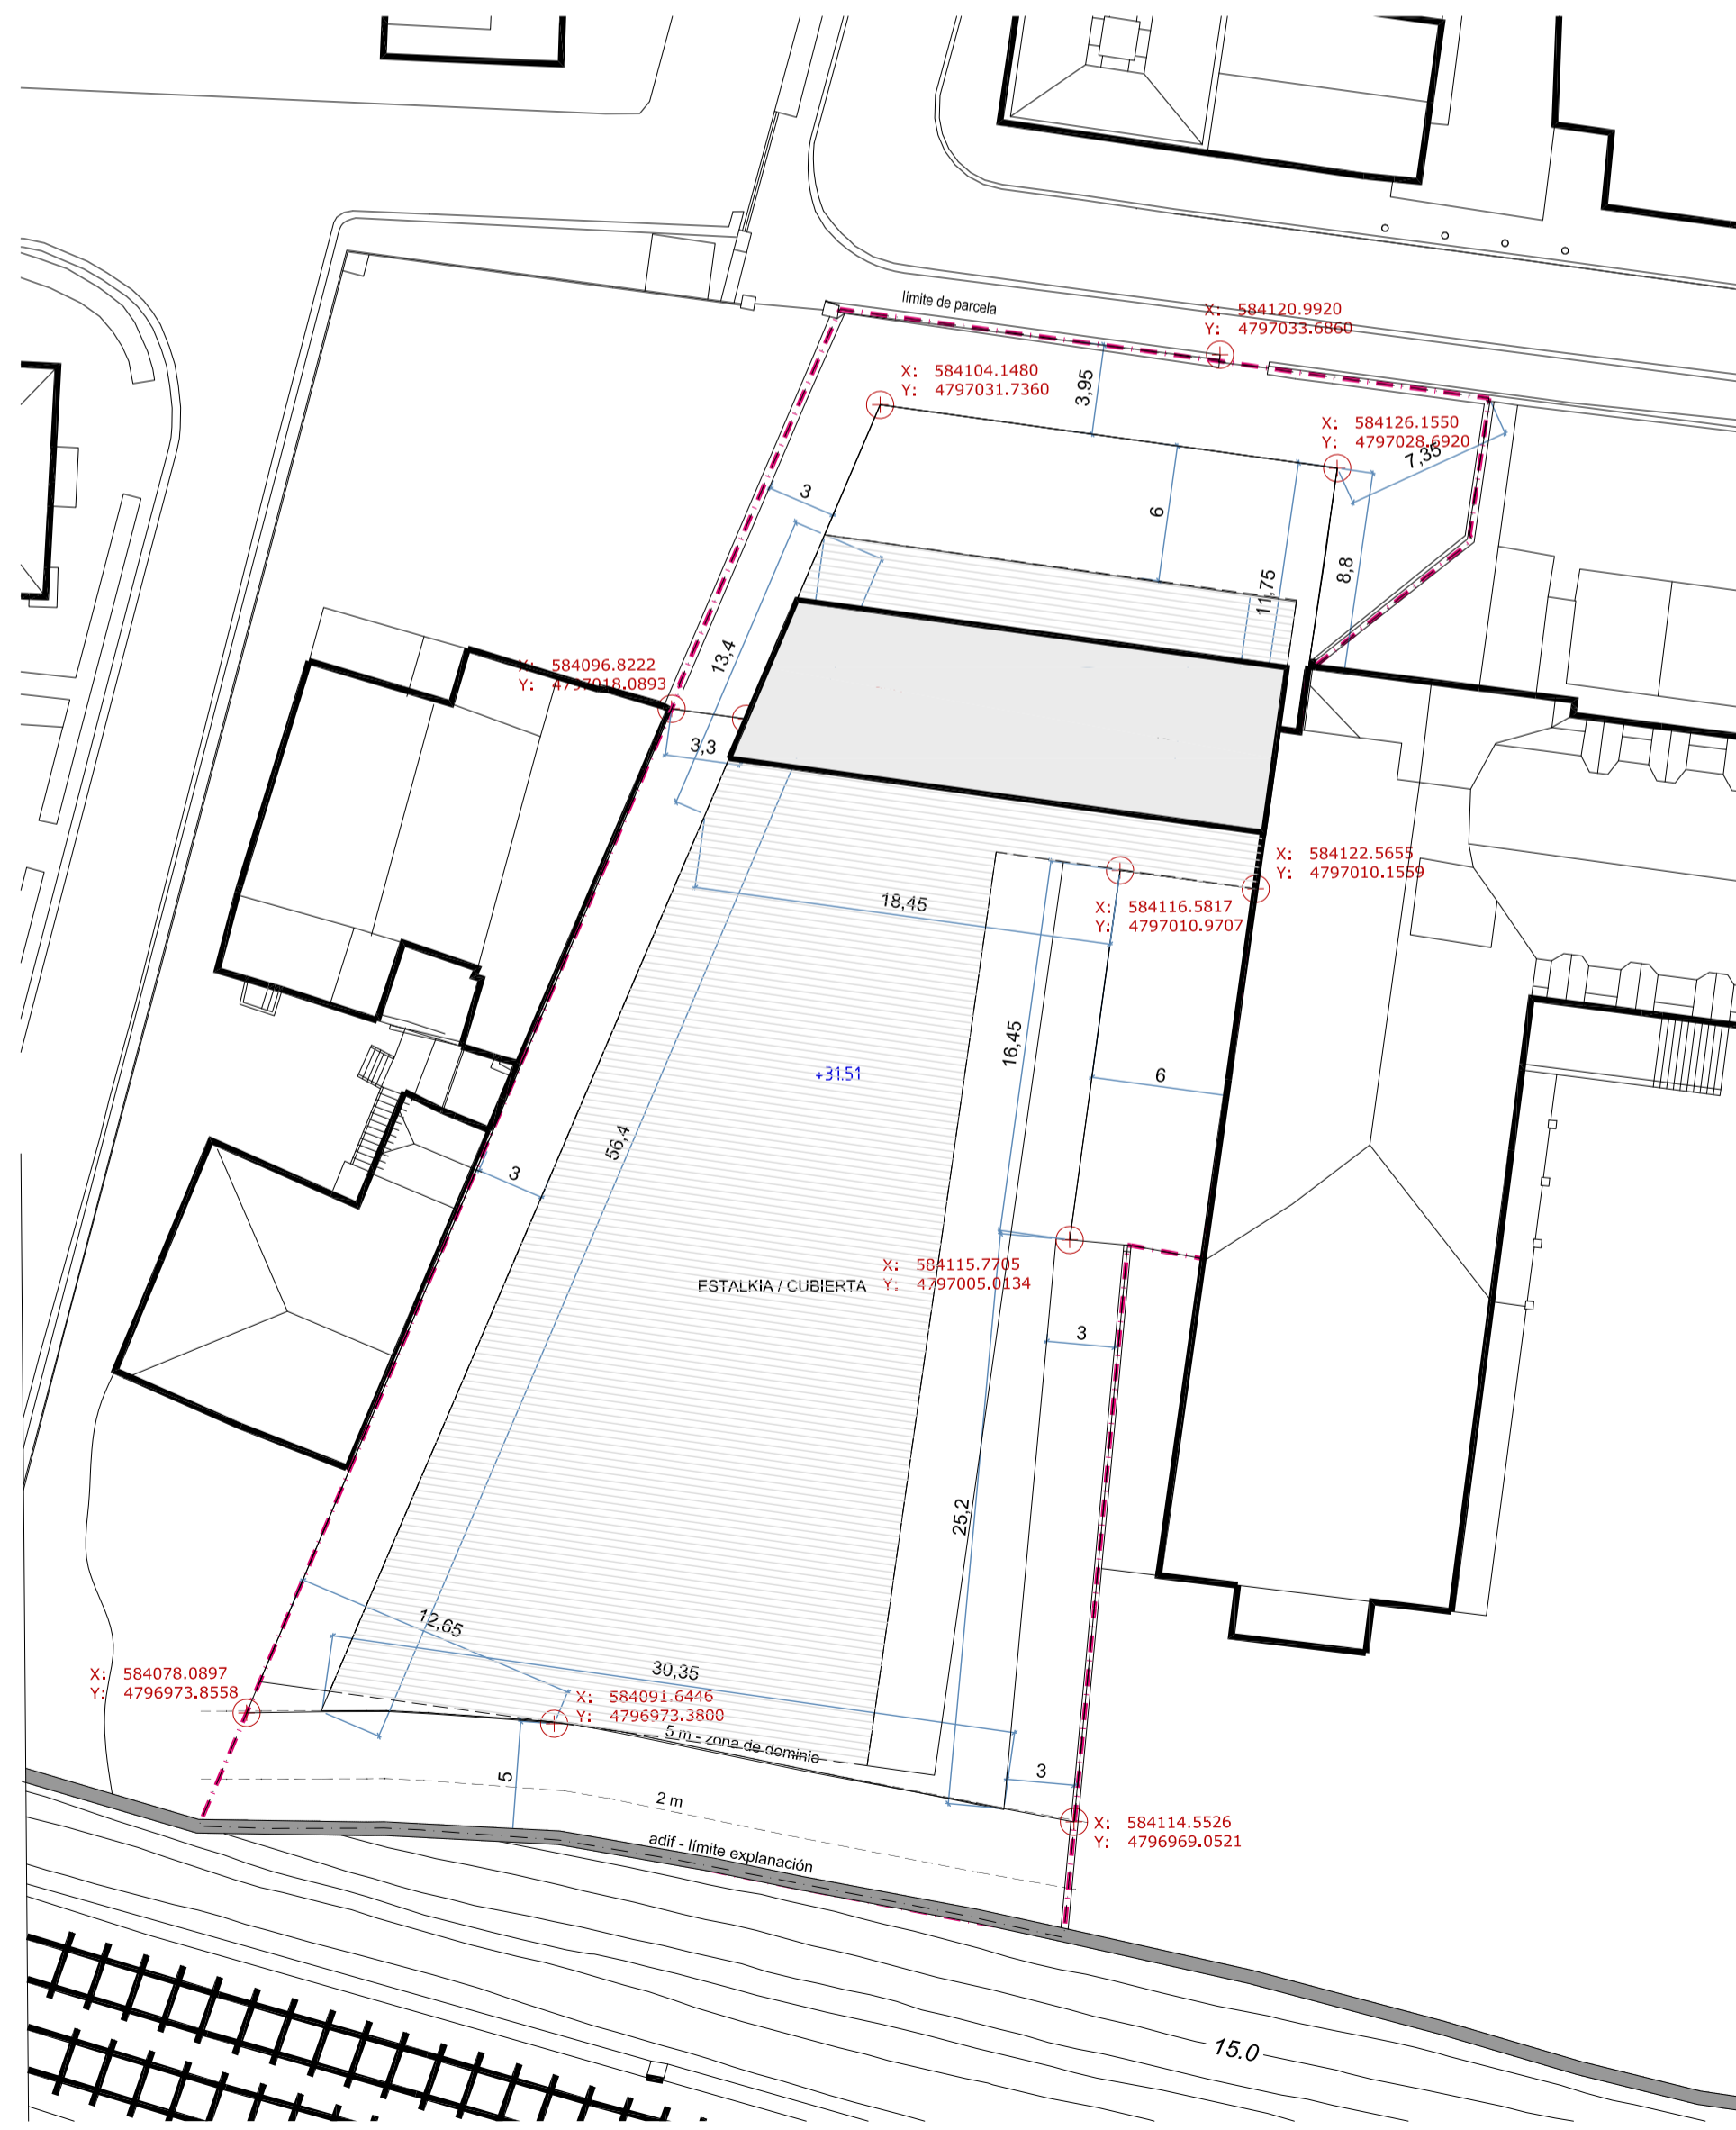 límite de parcela
X: 584120.9920
Y: 4797033.6860
X: 584104.1480
Y: 4797031.7360
3,95
X: 584126.1550
Y: 4797028.6920
7,35
3
6
11,75
8,8
13,4
X: 584096.8222
Y: 4797018.0893
3,3
X: 584122.5655
Y: 4797010.1559
18,45
X: 584116.5817
Y: 4797010.9707
16,45
+31.51
6
56,4
3
X: 584115.7705
Y: 4797005.0134
ESTALKIA / CUBIERTA
3
25,2
12,65
30,35
X: 584078.0897
Y: 4796973.8558
X: 584091.6446
Y: 4796973.3800
5 m - zona de dominio
5
3
2 m
X: 584114.5526
Y: 4796969.0521
adif - límite explanación
15.0